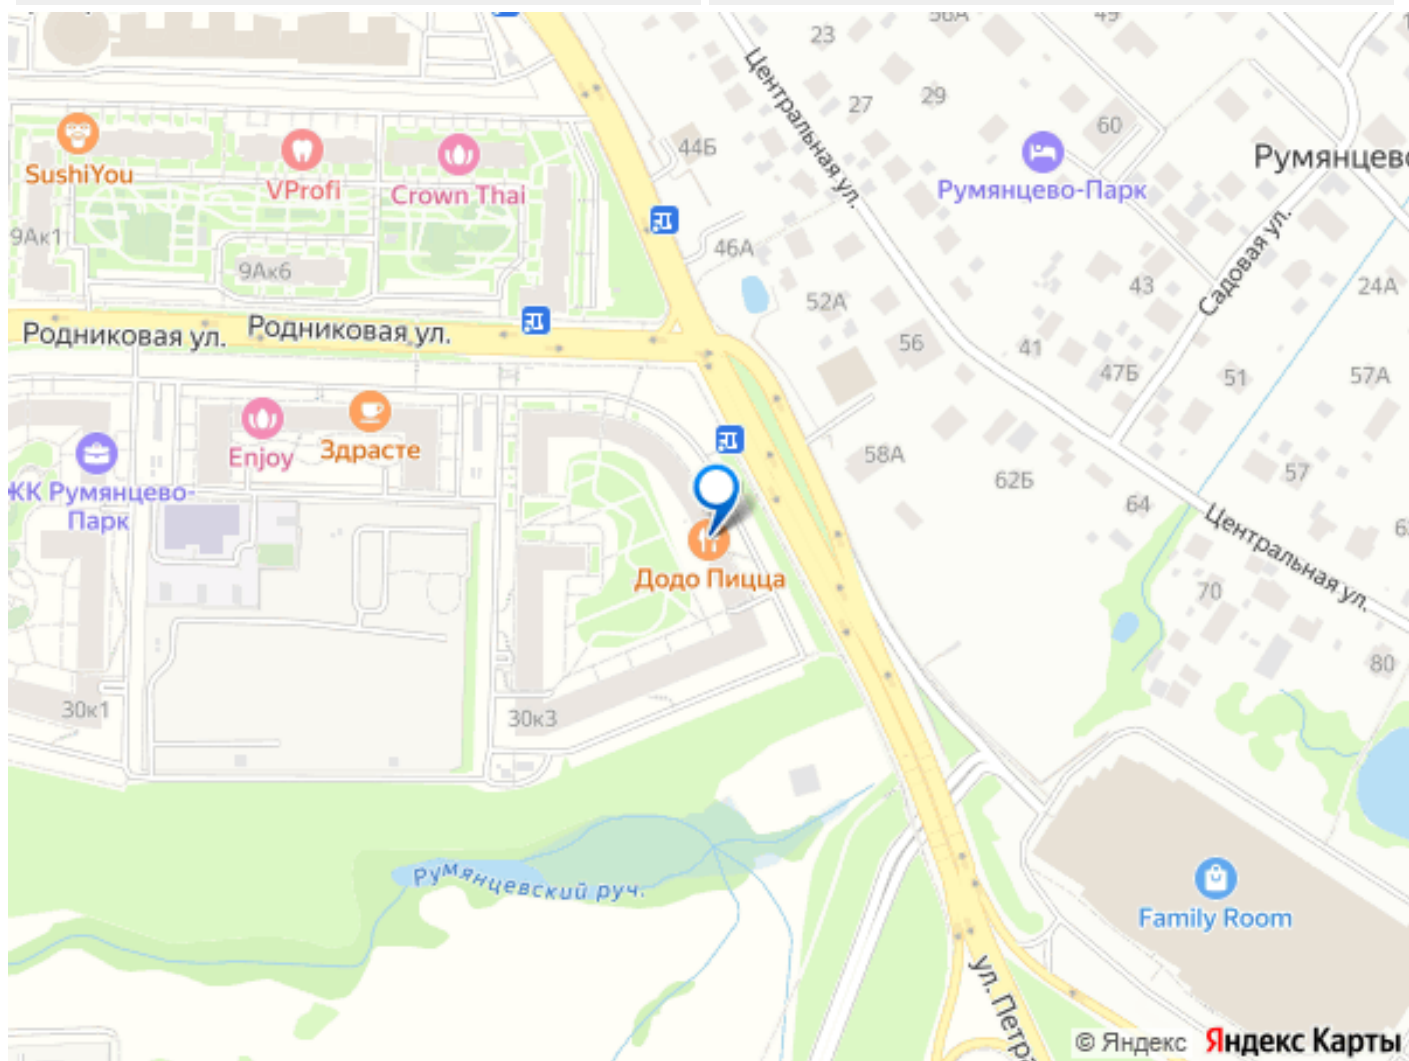 56А
49
23
27
29
60
Центральная ул.
44Б
Румянцево-Парк
SushiYou
VProfi
Crown Thai
9Ак1
9Ак6
46А
52А
56
43
Садовая ул.
24А
Родниковая ул.
Родниковая ул.
41
47Б
51
57А
Enjoy
Здрасте
ЖК Румянцево-
Парк
58А
62Б
64
57
Центральная ул.
Додо Пицца
70
80
30к1
30к3
Румянцевский руч.
Family Room
© Яндекс Яндекс Карты